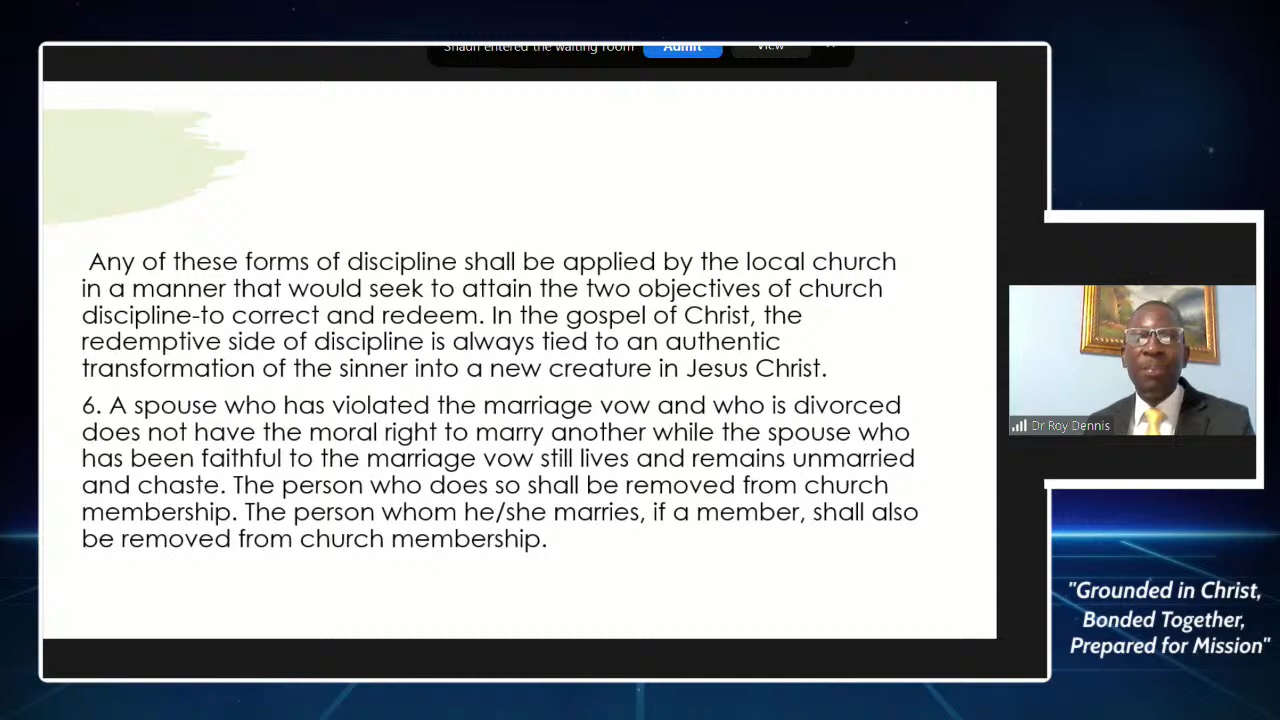 Shaun entered the waiting room Admit View
Any of these forms of discipline shall be applied by the local church
in a manner that would seek to attain the two objectives of church
discipline-to correct and redeem. In the gospel of Christ, the
redemptive side of discipline is always tied to an authentic
transformation of the sinner into a new creature in Jesus Christ.
6. A spouse who has violated the marriage vow and who is divorced
does not have the moral right to marry another while the spouse who
has been faithful to the marriage vow still lives and remains unmarried
and chaste. The person who does so shall be removed from church
membership. The person whom he/she marries, if a member, shall also
be removed from church membership.
Dr Roy Dennis
"Grounded in Christ,
Bonded Together,
Prepared for Mission"